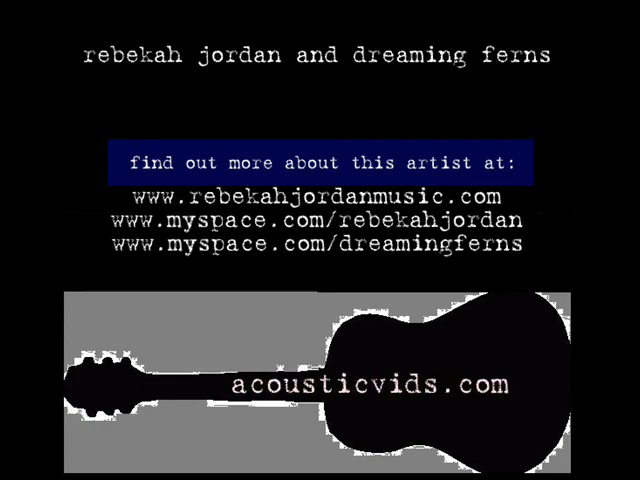 rebekah jordan and dreaming ferns
find out more about this artist at:
www.rebekahjordanmusic.com
www.myspace.com/rebekahjordan
www.myspace.com/dreamingferns
acousticvids.com